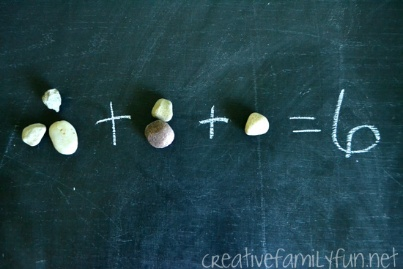 + + = 6
creativefamilyfun.net